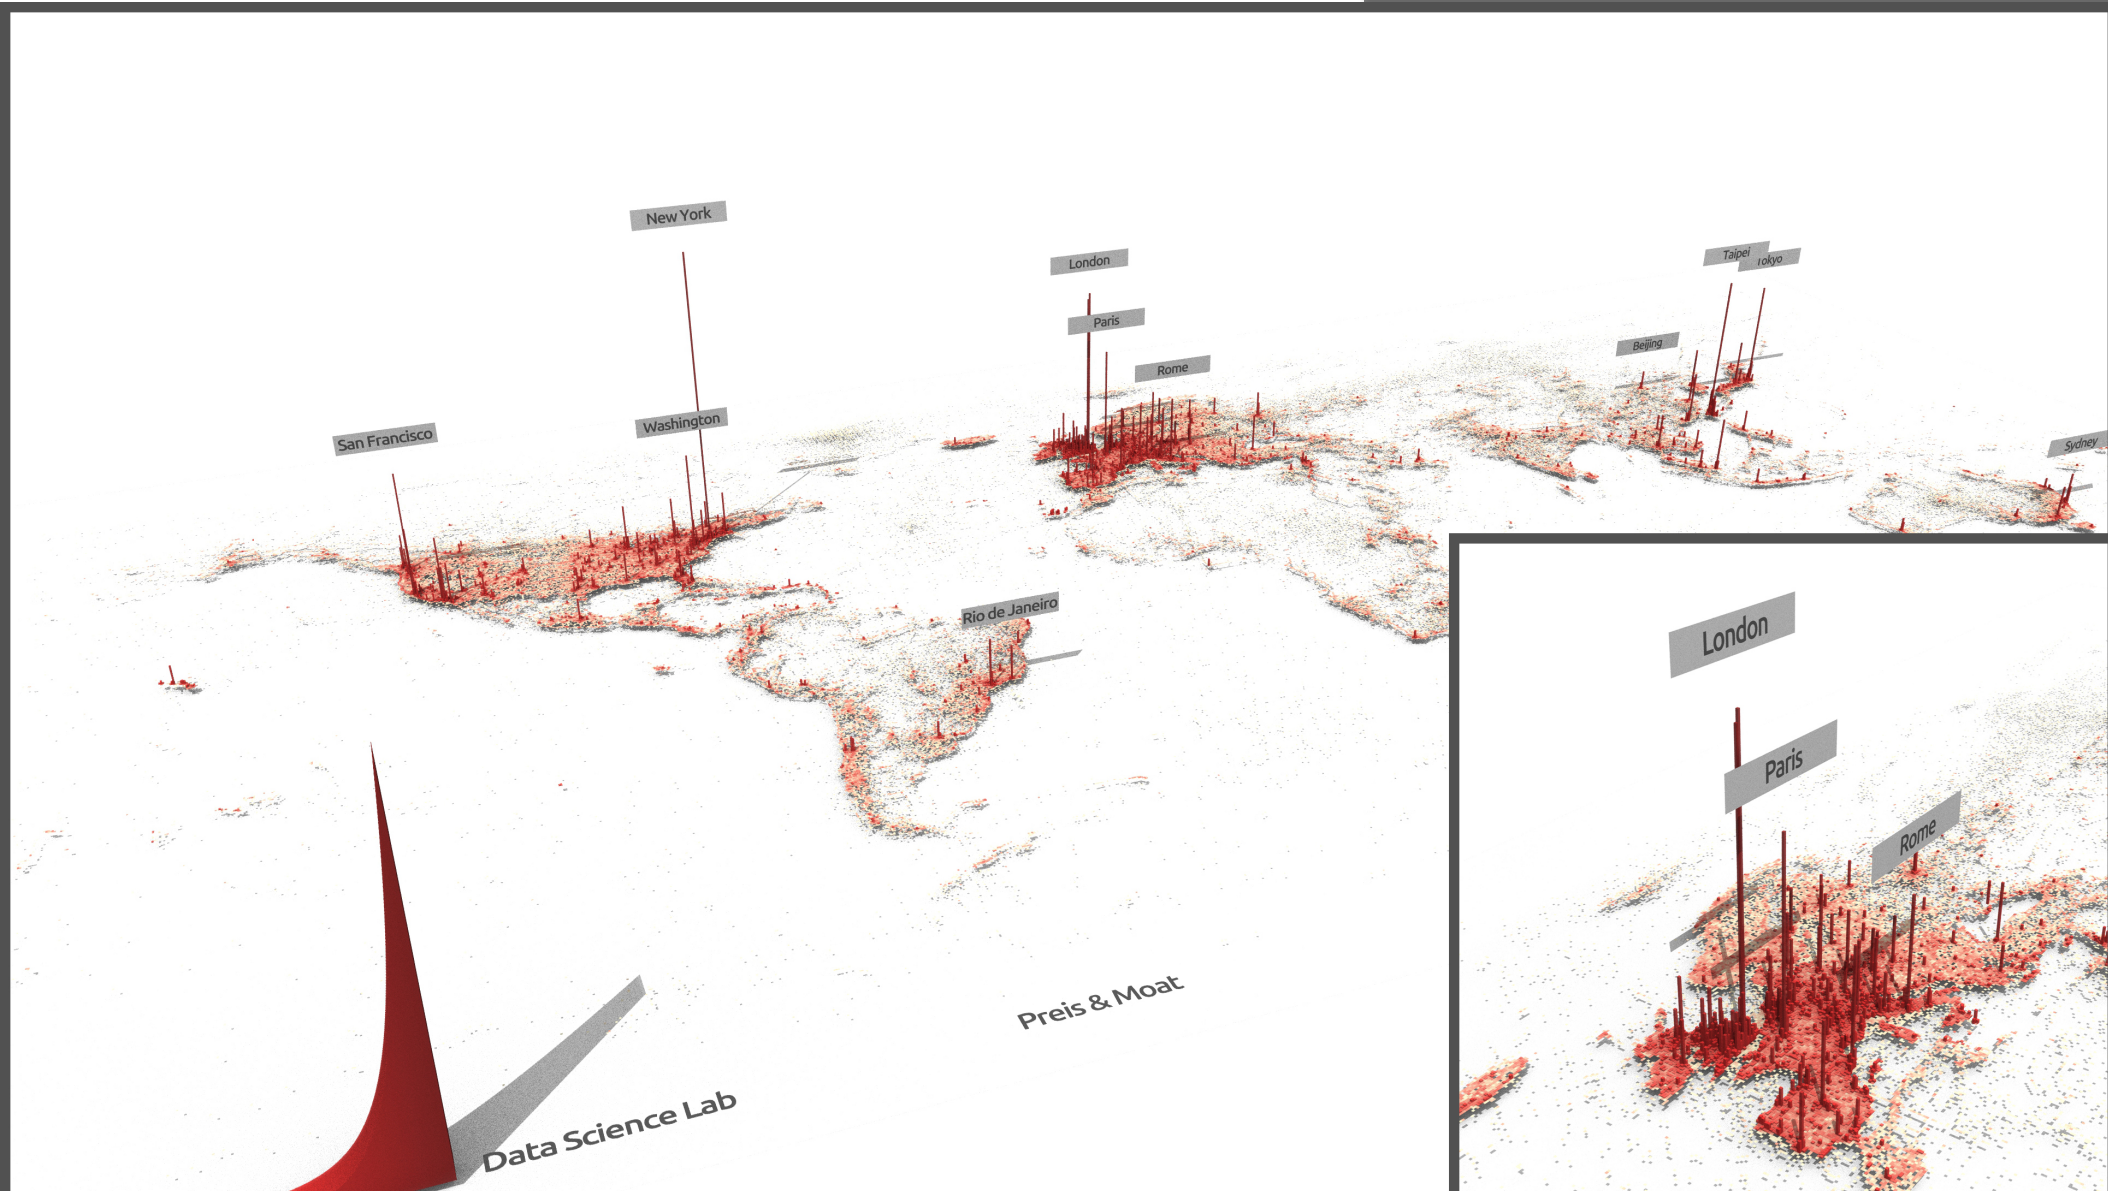 New York
London
Taipei
Tokyo
Paris
Beijing
Rome
Washington
San Francisco
Sydney
Rio de Janeiro
London
Paris
Rome
Preis & Moat
Data Science Lab